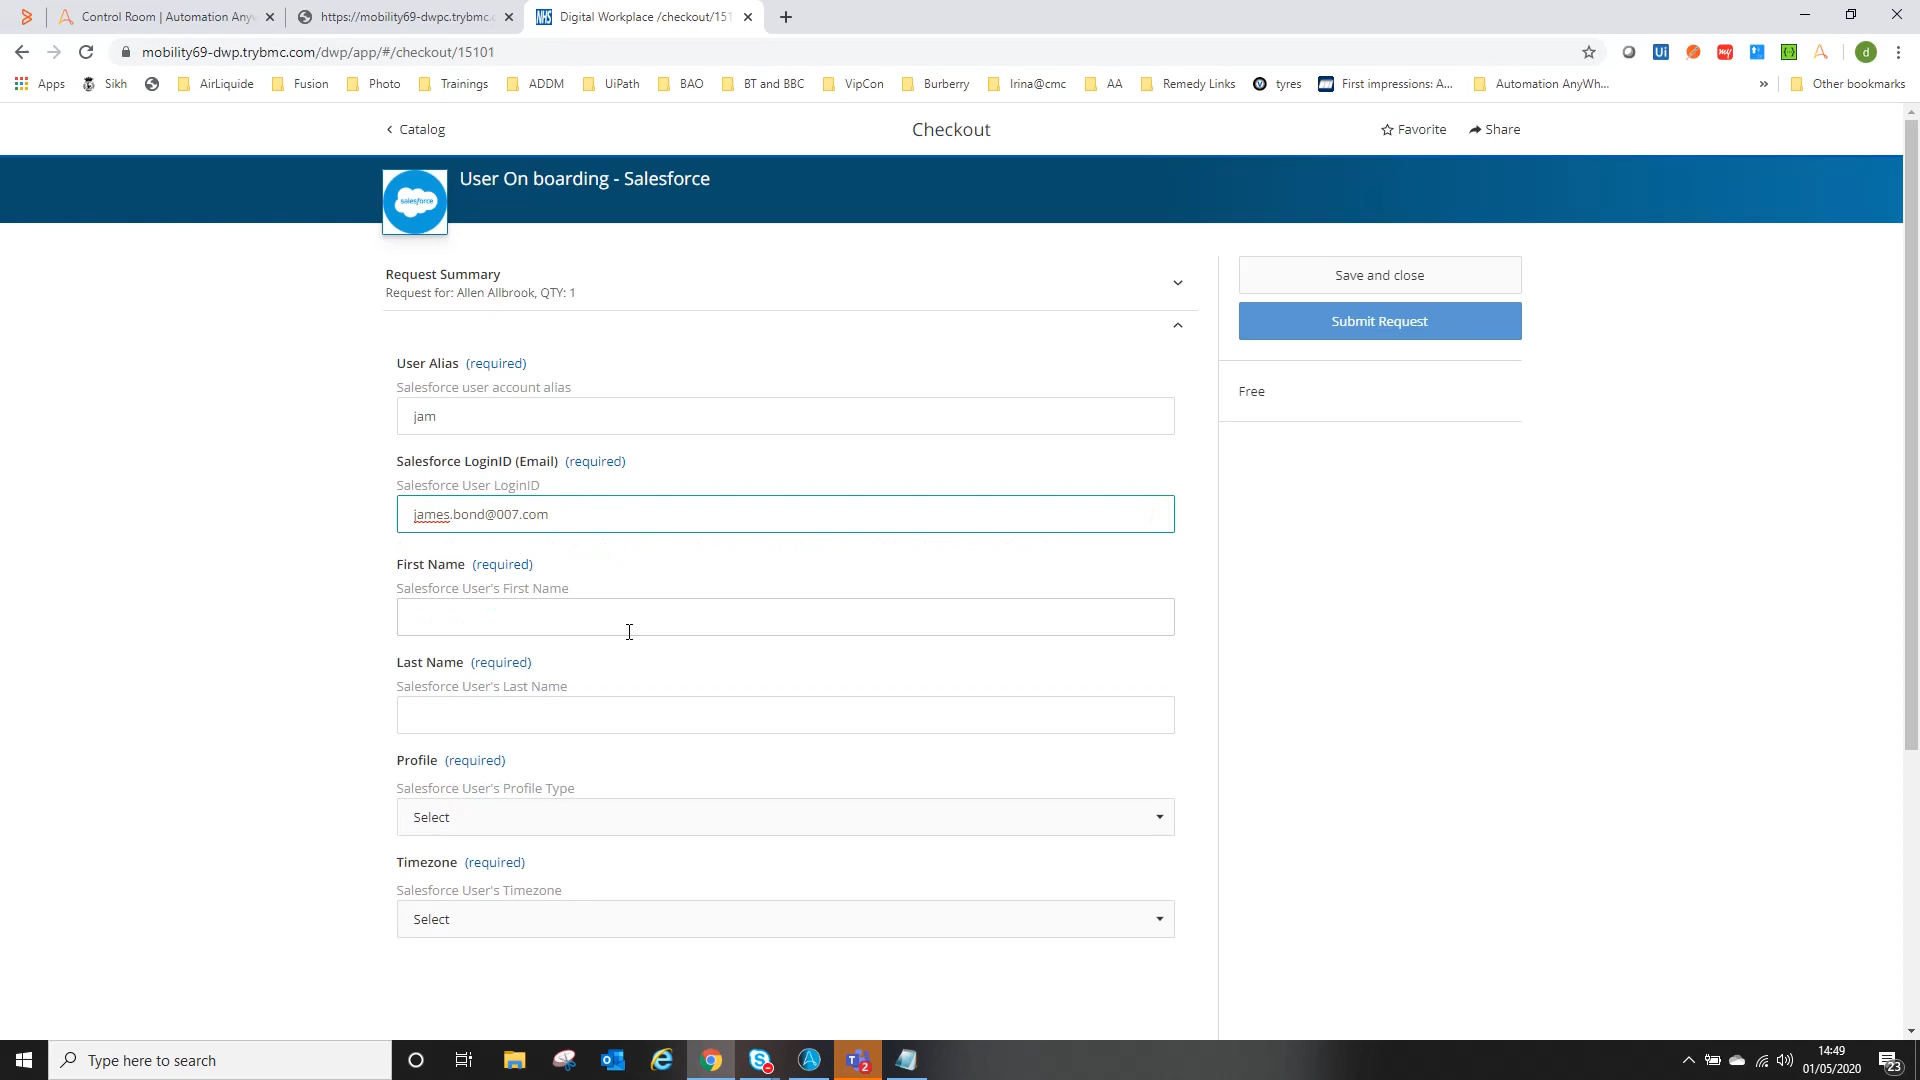 Control Room | Automation Anyw
https://mobility69-dwpc.trybmc.c
Digital Workplace /checkout/151
mobility69-dwp.trybmc.com/dwp/app/#/checkout/15101
Apps
Sikh
AirLiquide
Fusion
Photo
Trainings
ADDM
UiPath
BAO
BT and BBC
VipCon
Burberry
Irina@cmc
AA
Remedy Links
tyres
First impressions: A...
Automation AnyWh...
»
Other bookmarks
Catalog
Checkout
Favorite
Share
salesforce
User On boarding - Salesforce
Request Summary
Request for: Allen Allbrook, QTY: 1
Save and close
Submit Request
Free
User Alias (required)
Salesforce user account alias
jam
Salesforce LoginID (Email) (required)
Salesforce User LoginID
james.bond@007.com
First Name (required)
Salesforce User's First Name
Last Name (required)
Salesforce User's Last Name
Profile (required)
Salesforce User's Profile Type
Select
Timezone (required)
Salesforce User's Timezone
Select
Type here to search
2
14:49
01/05/2020
23